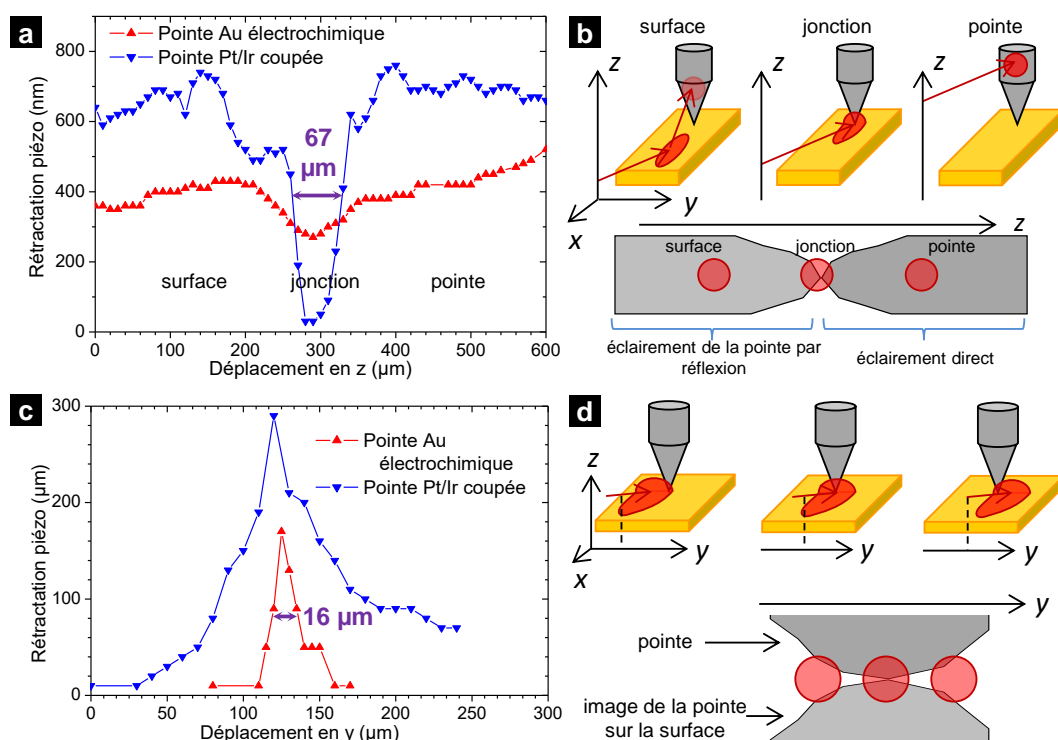 a
Pointe Au électrochimique
Pointe Pt/Ir coupée
Rétractation piézo (nm)
800
600
400
200
0
67
µm
surface
jonction
pointe
0 100 200 300 400 500 600
Déplacement en z (µm)
b
surface
jonction
pointe
z
z
z
y
x
z
surface
jonction
pointe
éclairement de la pointe par
réflexion
éclairement direct
c
Pointe Au
électrochimique
Pointe Pt/Ir coupée
Rétractation piézo (µm)
300
200
100
0
16 µm
0 50 100 150 200 250 300
Déplacement en y (µm)
d
z
y
y
y
x
y
pointe
image de la pointe
sur la surface